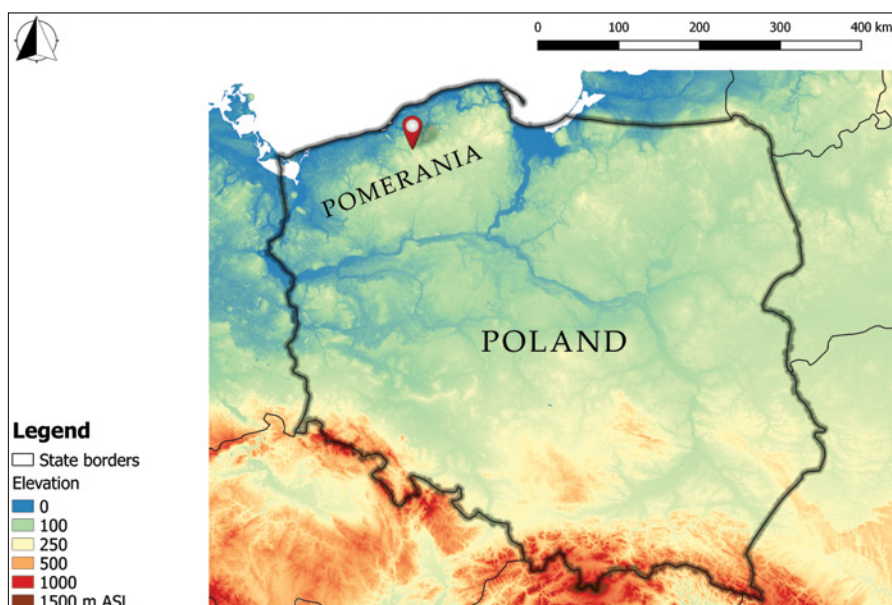 0 100 200 300 400 km
POMERANIA
POLAND
Legend
State borders
Elevation
0
100
250
500
1000
1500 m ASL